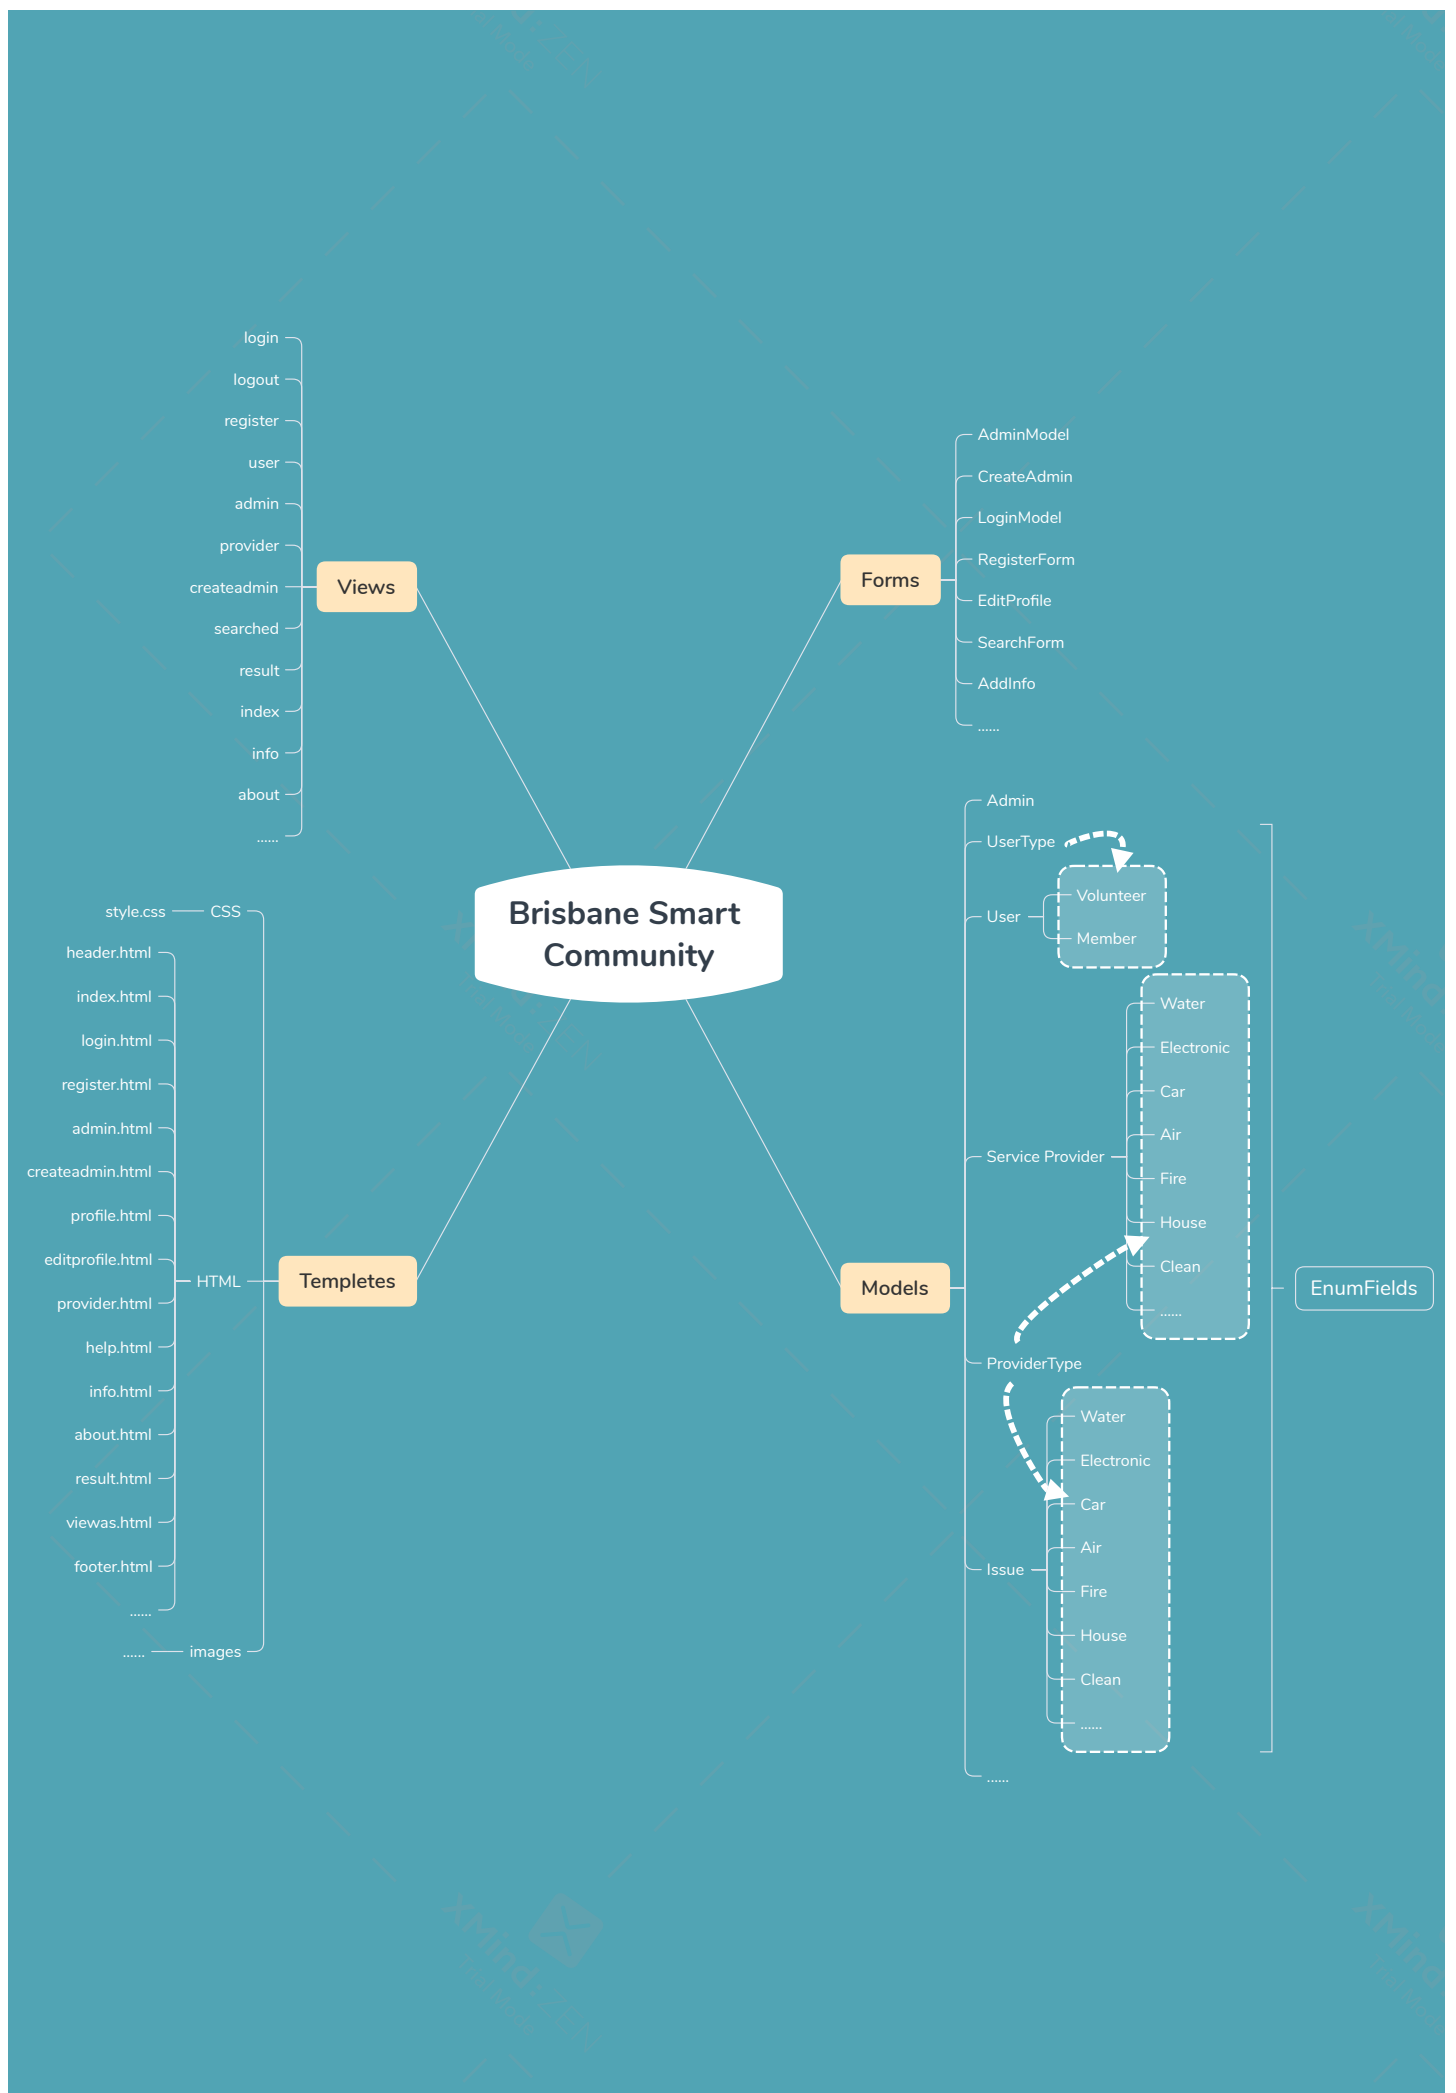 Brisbane Smart
Community
Views
login
logout
register
user
admin
provider
createadmin
searched
result
index
info
about
......
Forms
AdminModel
CreateAdmin
LoginModel
RegisterForm
EditProfile
SearchForm
AddInfo
......
Templetes
CSS
style.css
HTML
header.html
index.html
login.html
register.html
admin.html
createadmin.html
profile.html
editprofile.html
provider.html
help.html
info.html
about.html
result.html
viewas.html
footer.html
......
images
......
Models
Admin
UserType
User
Volunteer
Member
Service Provider
Water
Electronic
Car
Air
Fire
House
Clean
......
ProviderType
Issue
Water
Electronic
Car
Air
Fire
House
Clean
......
......
EnumFields
XMind:ZEN
Trial Mode